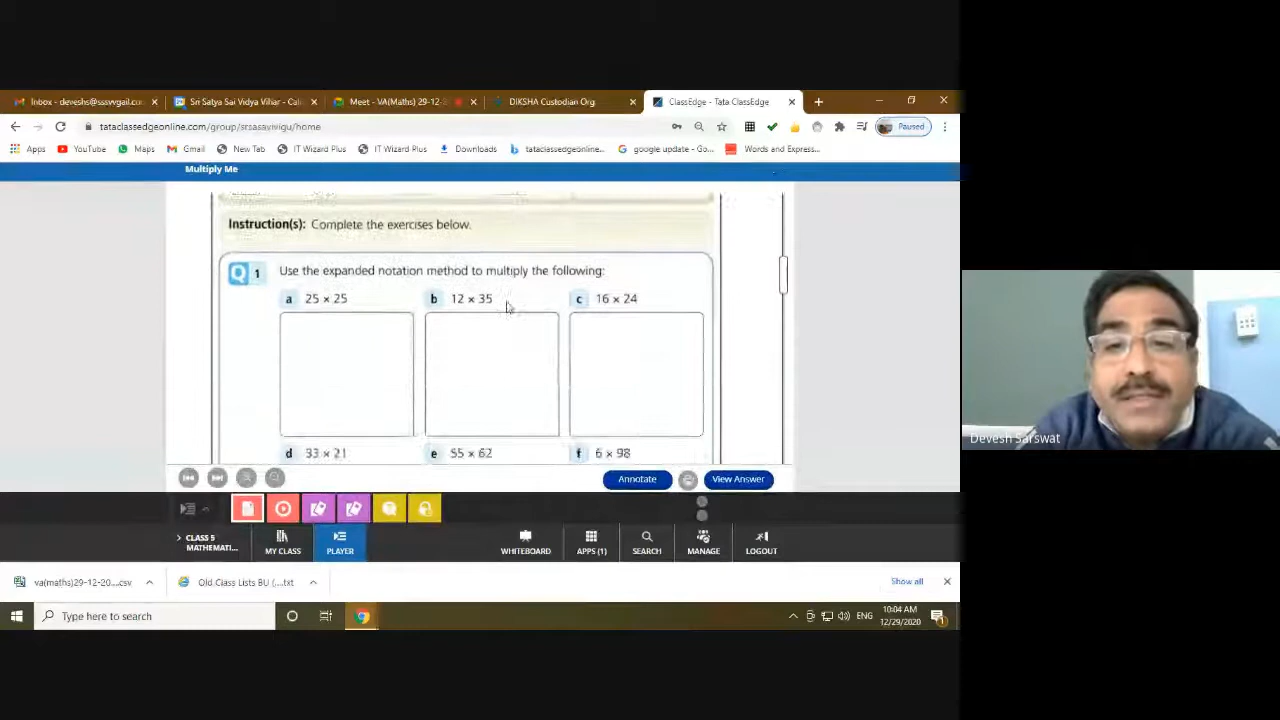 Inbox - deveshs@sssvvgail.co
Sri Satya Sai Vidya Vihar - Cal
Meet - VA(Maths) 29-12-2
DIKSHA Custodian Org
ClassEdge - Tata ClassEdge
tataclassedgeonline.com/group/srsasavivigu/home
Paused
Apps
YouTube
Maps
Gmail
New Tab
IT Wizard Plus
IT Wizard Plus
Downloads
tataclassedgeonline...
google update - Go...
Words and Express...
Multiply Me
Instruction(s): Complete the exercises below.
Q 1 Use the expanded notation method to multiply the following:
a 25 × 25
b 12 × 35
c 16 × 24
d 33 × 21
e 55 × 62
f 6 × 98
Annotate
View Answer
CLASS 5
MATHEMATI...
MY CLASS
PLAYER
WHITEBOARD
APPS (1)
SEARCH
MANAGE
LOGOUT
va(maths)29-12-20....csv
Old Class Lists BU (....txt
Show all
Type here to search
ENG
10:04 AM
12/29/2020
Devesh Sarswat